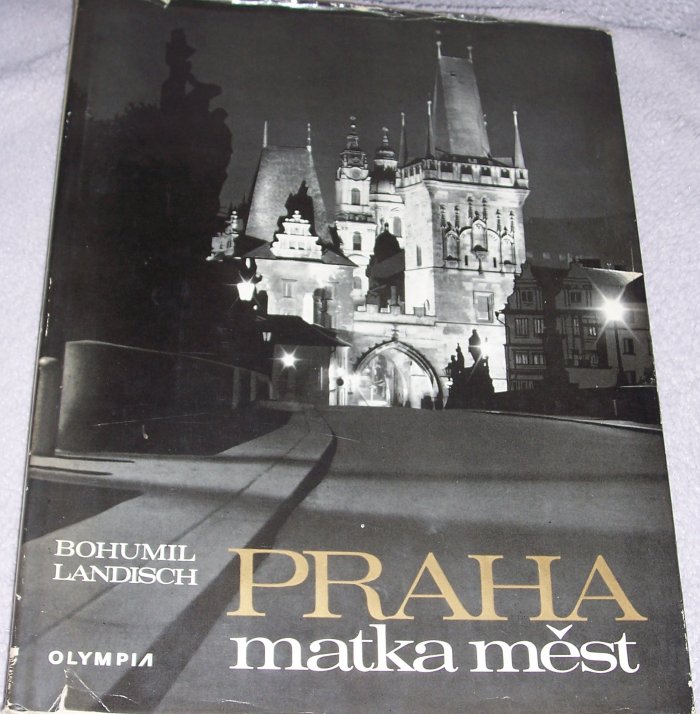 BOHUMIL
LANDISCH
PRAHA
matka měst
OLYMPIA